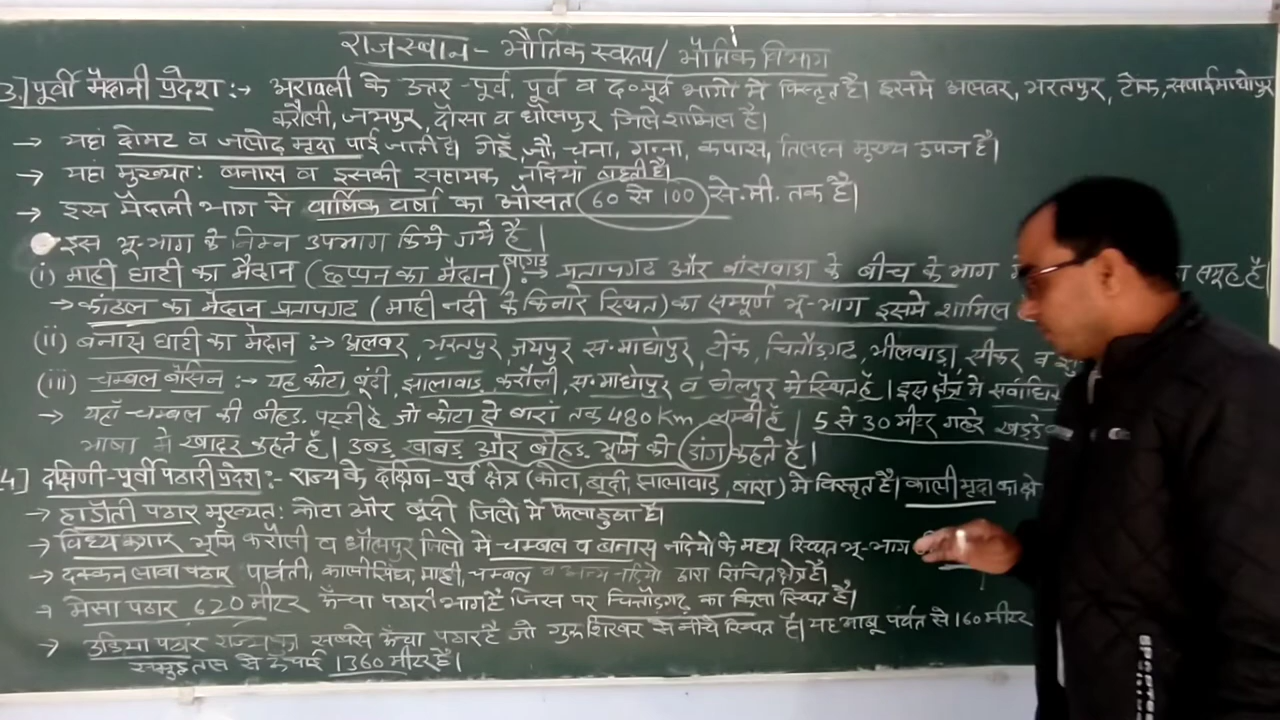 राजस्थान - भौतिक स्वरूप/ भौतिक विभाग
3.] पूर्वी मैदानी प्रदेश :→ अरावली के उत्तर-पूर्व, पूर्व व द०पूर्व भागों में विस्तृत है। इसमें अलवर, भरतपुर, टोंक, सवाईमाधोपुर
करौली, जयपुर, दौसा व धौलपुर जिले शामिल है।
→ यहां दोमट व जलोढ़ मृदा पाई जाती है। गेहूँ, जौ, चना, गन्ना, कपास, तिलहन मुख्य उपज है।
→ यहां मुख्यत: बनास व इसकी सहायक नदियां बहती है।
→ इस मैदानी भाग में वार्षिक वर्षा का औसत 60 से 100 से.मी. तक है।
इस भू-भाग के निम्न उपभाग किये गये है।
(i) माही घाटी का मैदान (छप्पन का मैदान) बागड़ :→ प्रतापगढ और बांसवाडा के बीच के भाग समूह है।
→ कांठल का मैदान प्रतापगढ (माही नदी के किनारे स्थित) का सम्पूर्ण भू-भाग इसमे शामिल
(ii) बनास घाटी का मैदान :→ अलवर, भरतपुर, जयपुर, स.माधोपुर, टोंक, चित्तौडगढ, भीलवाडा, सीकर व
(iii) चम्बल बेसिन :→ यह कोटा, बूंदी, झालावाड, करौली, स.माधोपुर व धोलपुर में स्थित है। इस क्षेत्र में सर्वाधिक
→ यहाँ चम्बल की बीहड. पट्टी है जो कोटा से बारां तक 480 Km लम्बी है। 5 से 30 मीटर गहरे खड्डे
भाषा मे खादर कहते हैं। उबड. खाबड. और बीहड. भूमि को डांग कहते है।
4.] दक्षिणी-पूर्वी पठारी प्रदेश :- राज्य के दक्षिण-पूर्व क्षेत्र (कोटा, बूंदी, झालावाड, बारां) में विस्तृत है। काली मृदा का क्षे
→ हाडौती पठार मुख्यत: कोटा और बूंदी जिलो में फैला हुआ है।
→ विंध्य कगार भूमि करौली व धौलपुर जिलो में चम्बल व बनास नदियो के मध्य स्थित भू-भाग
→ दक्कन लावा पठार पार्वती, कालीसिंध, माही, चम्बल व अन्य नदियो द्वारा सिंचित क्षेत्र है।
→ भैसा पठार 620 मीटर ऊँचा पठारी भाग है जिस पर चित्तौडगढ़ का किला स्थित है।
→ उडिया पठार राज्य का सबसे ऊँचा पठार है जो गुरुशिखर से नीचे स्थित है। यह आबू पर्वत से 160 मीटर
समुद्रतल से ऊंचाई 1360 मीटर है।